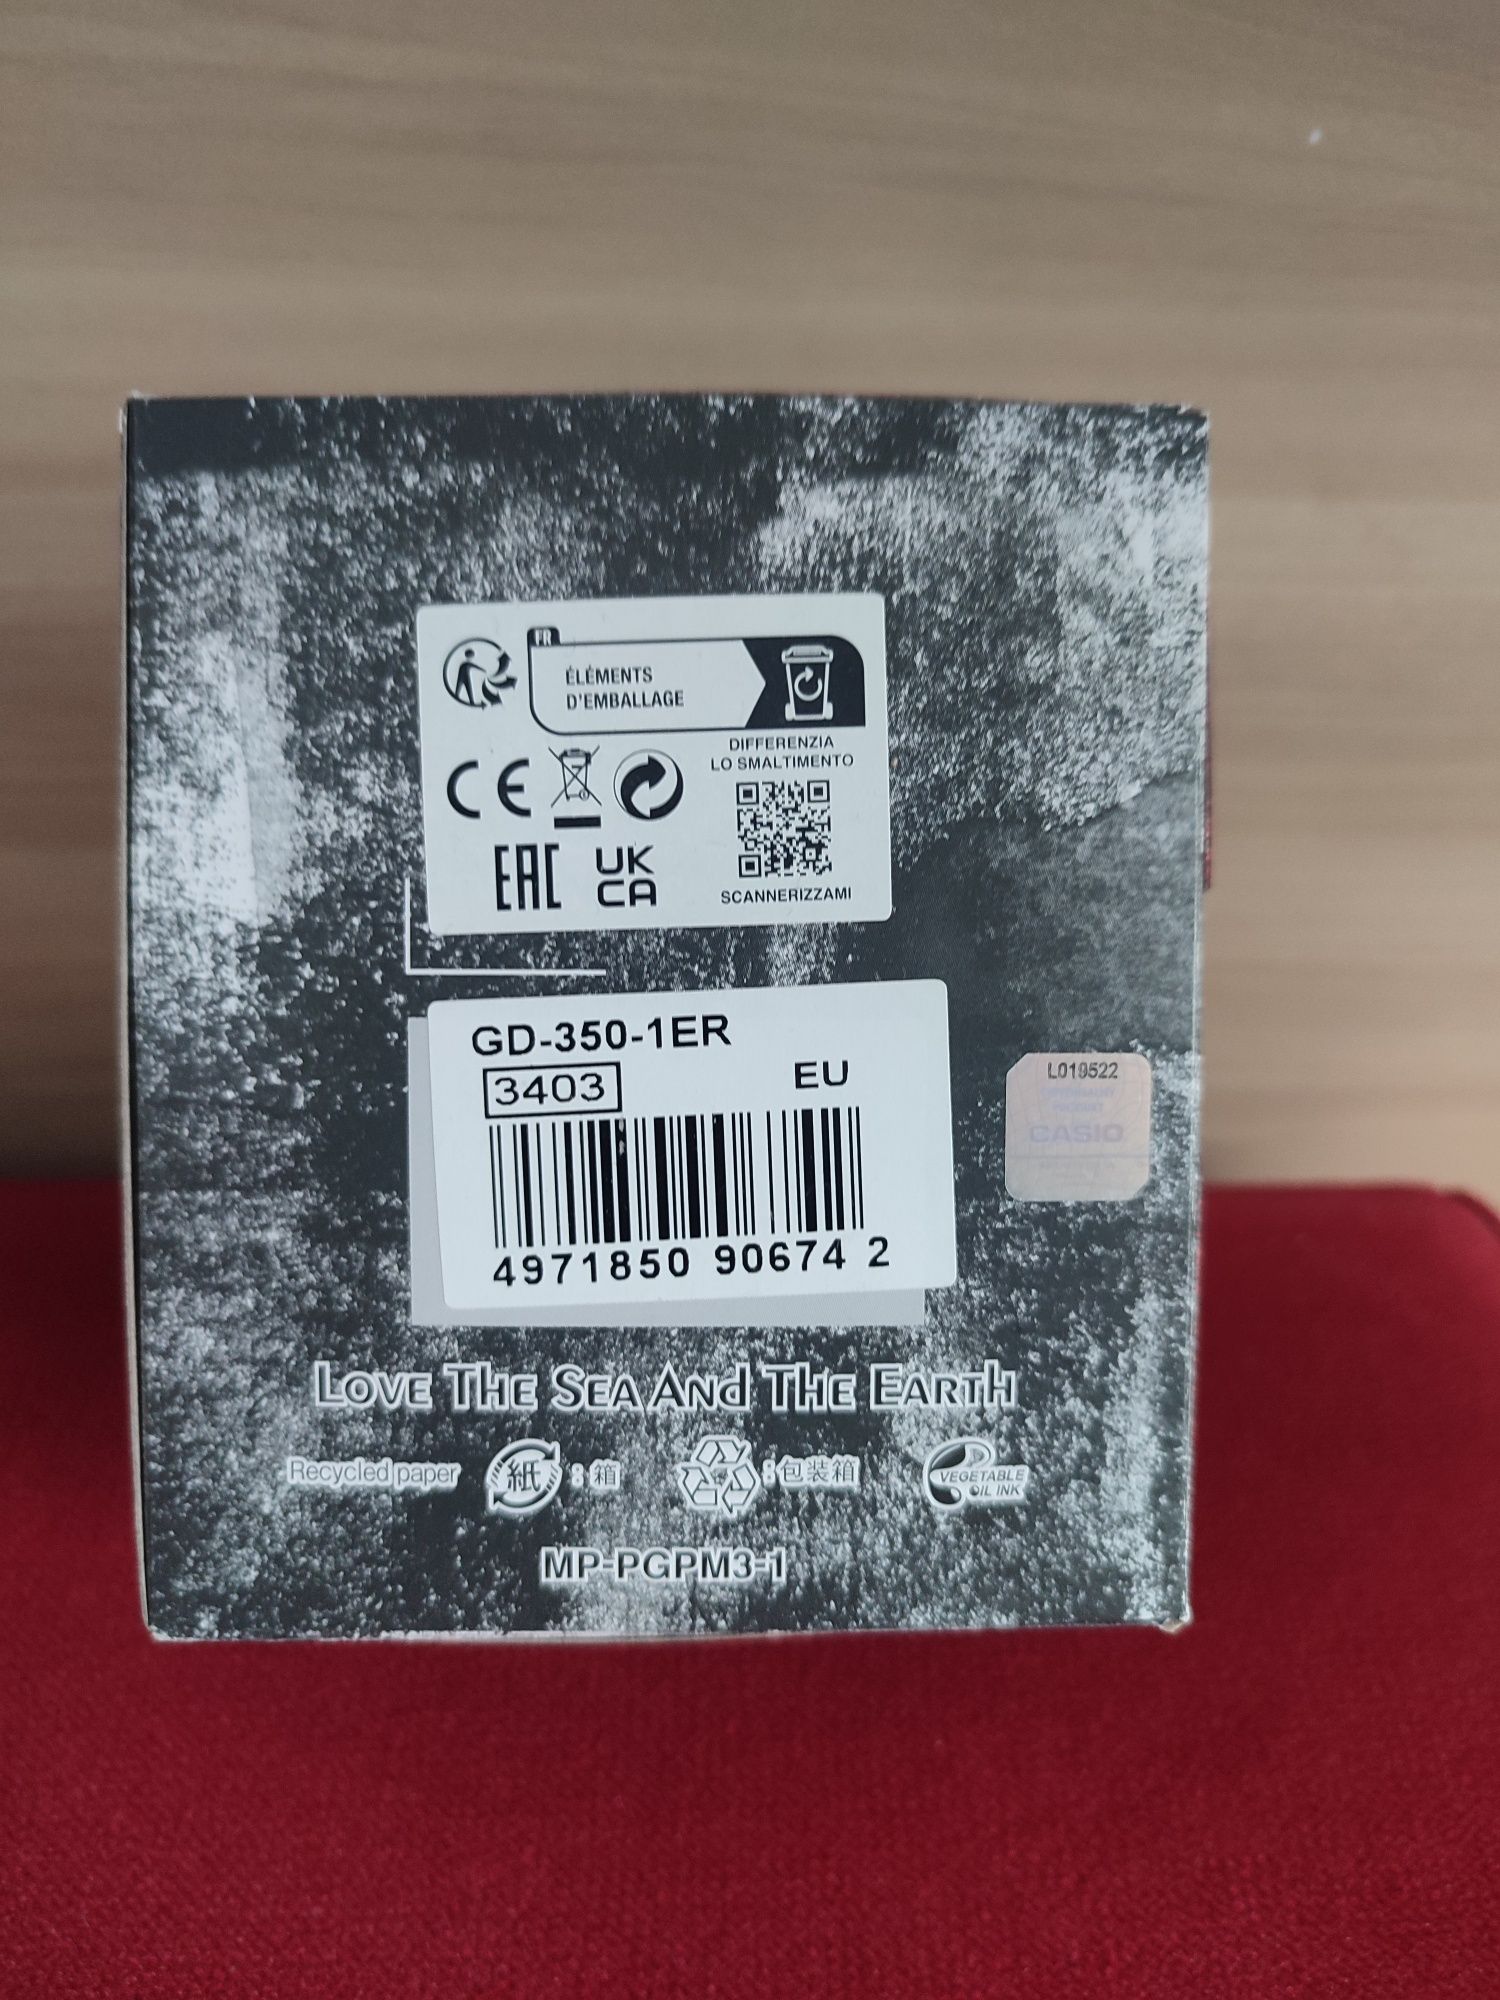 FR
ÉLÉMENTS
D'EMBALLAGE
DIFFERENZIA
LO SMALTIMENTO
CE
EAC
UK
CA
SCANNERIZZAMI
GD-350-1ER
3403
EU
4971850 90674 2
L019522
CASIO
LOVE THE SEA AND THE EARTH
Recycled paper
紙 : 箱
: 包装箱
VEGETABLE
OIL INK
MP-PGPM3-1